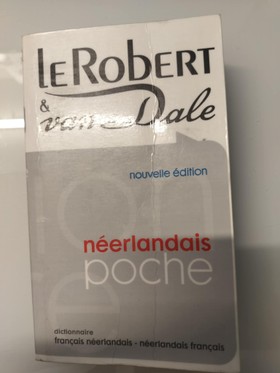 le Robert
& van Dale
nouvelle édition
néerlandais
poche
dictionnaire
français néerlandais - néerlandais français